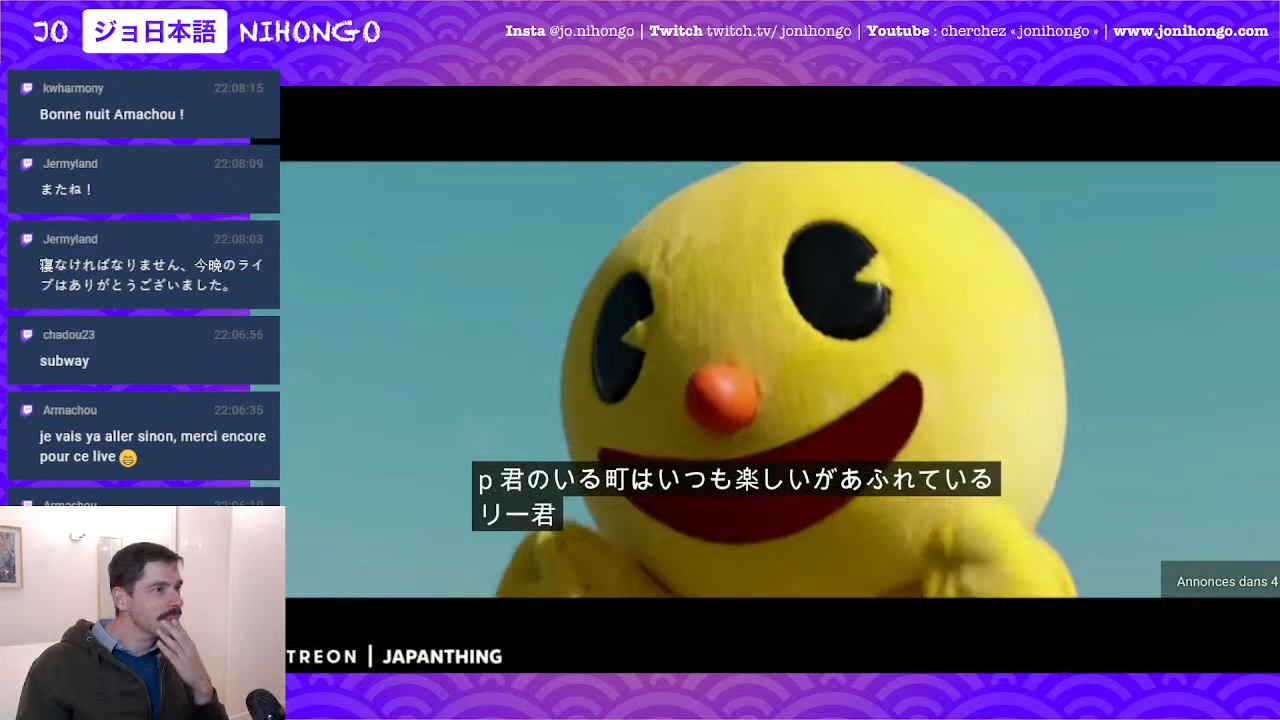 JO ジョ日本語 NIHONGO
Insta @jo.nihongo | Twitch twitch.tv/ jonihongo | Youtube : cherchez « jonihongo » | www.jonihongo.com
kwharmony 22:08:15
Bonne nuit Amachou !
Jermyland 22:08:09
またね！
Jermyland 22:08:03
寝なければなりません、今晩のライ
ブはありがとうございました。
chadou23 22:06:56
subway
Armachou 22:06:35
je vais ya aller sinon, merci encore
pour ce live 😄
Armachou 22:06:10
p 君のいる町はいつも楽しいがあふれている
リー君
Annonces dans 4
TREON | JAPANTHING